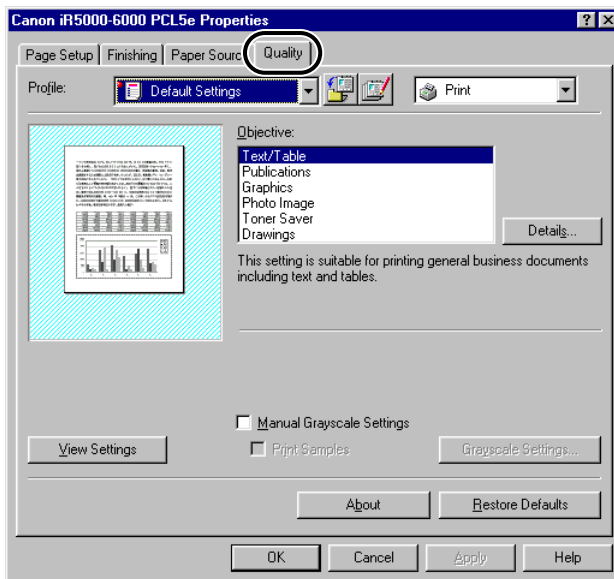 Canon iR5000-6000 PCL5e Properties
Page Setup Finishing Paper Source Quality
Profile: Default Settings Print
Objective:
Text/Table
Publications
Graphics
Photo Image
Toner Saver
Drawings
Details...
This setting is suitable for printing general business documents
including text and tables.
Manual Grayscale Settings
View Settings Print Samples Grayscale Settings...
About Restore Defaults
OK Cancel Apply Help